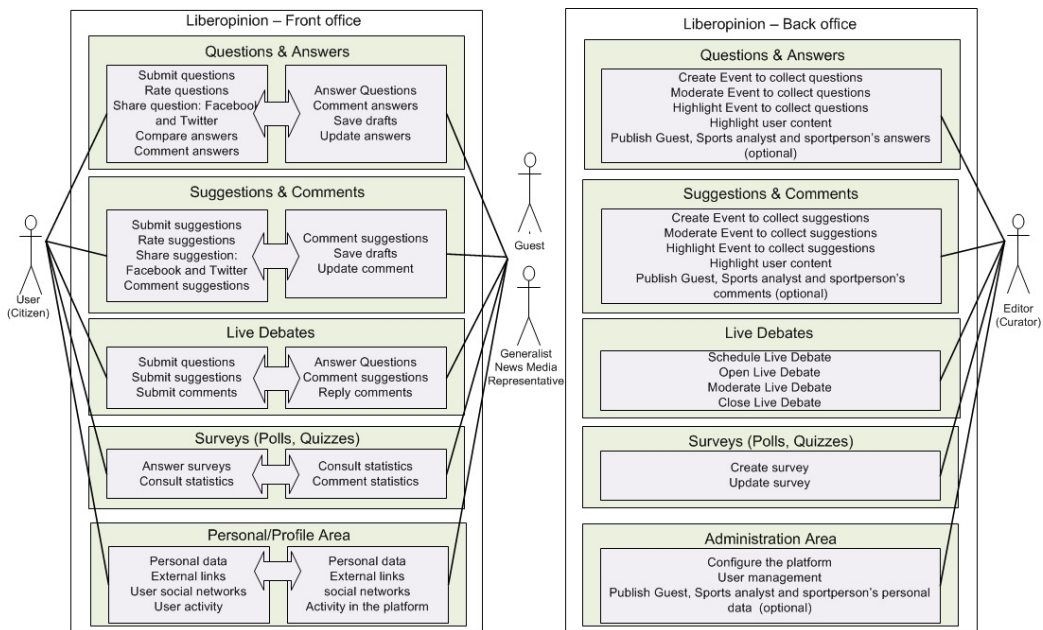 Liberopinion – Front office
Questions & Answers
Submit questions
Rate questions
Share question: Facebook
and Twitter
Compare answers
Comment answers
Answer Questions
Comment answers
Save drafts
Update answers
Suggestions & Comments
Submit suggestions
Rate suggestions
Share suggestion:
Facebook and Twitter
Comment suggestions
Comment suggestions
Save drafts
Update comment
Live Debates
Submit questions
Submit suggestions
Submit comments
Answer Questions
Comment suggestions
Reply comments
Surveys (Polls, Quizzes)
Answer surveys
Consult statistics
Consult statistics
Comment statistics
Personal/Profile Area
Personal data
External links
User social networks
User activity
Personal data
External links
social networks
Activity in the platform
User
(Citizen)
Guest
Generalist
News Media
Representative
Liberopinion – Back office
Questions & Answers
Create Event to collect questions
Moderate Event to collect questions
Highlight Event to collect questions
Highlight user content
Publish Guest, Sports analyst and sportperson's answers
(optional)
Suggestions & Comments
Create Event to collect suggestions
Moderate Event to collect suggestions
Highlight Event to collect suggestions
Highlight user content
Publish Guest, Sports analyst and sportperson's
comments (optional)
Live Debates
Schedule Live Debate
Open Live Debate
Moderate Live Debate
Close Live Debate
Surveys (Polls, Quizzes)
Create survey
Update survey
Administration Area
Configure the platform
User management
Publish Guest, Sports analyst and sportperson's personal
data (optional)
Editor
(Curator)